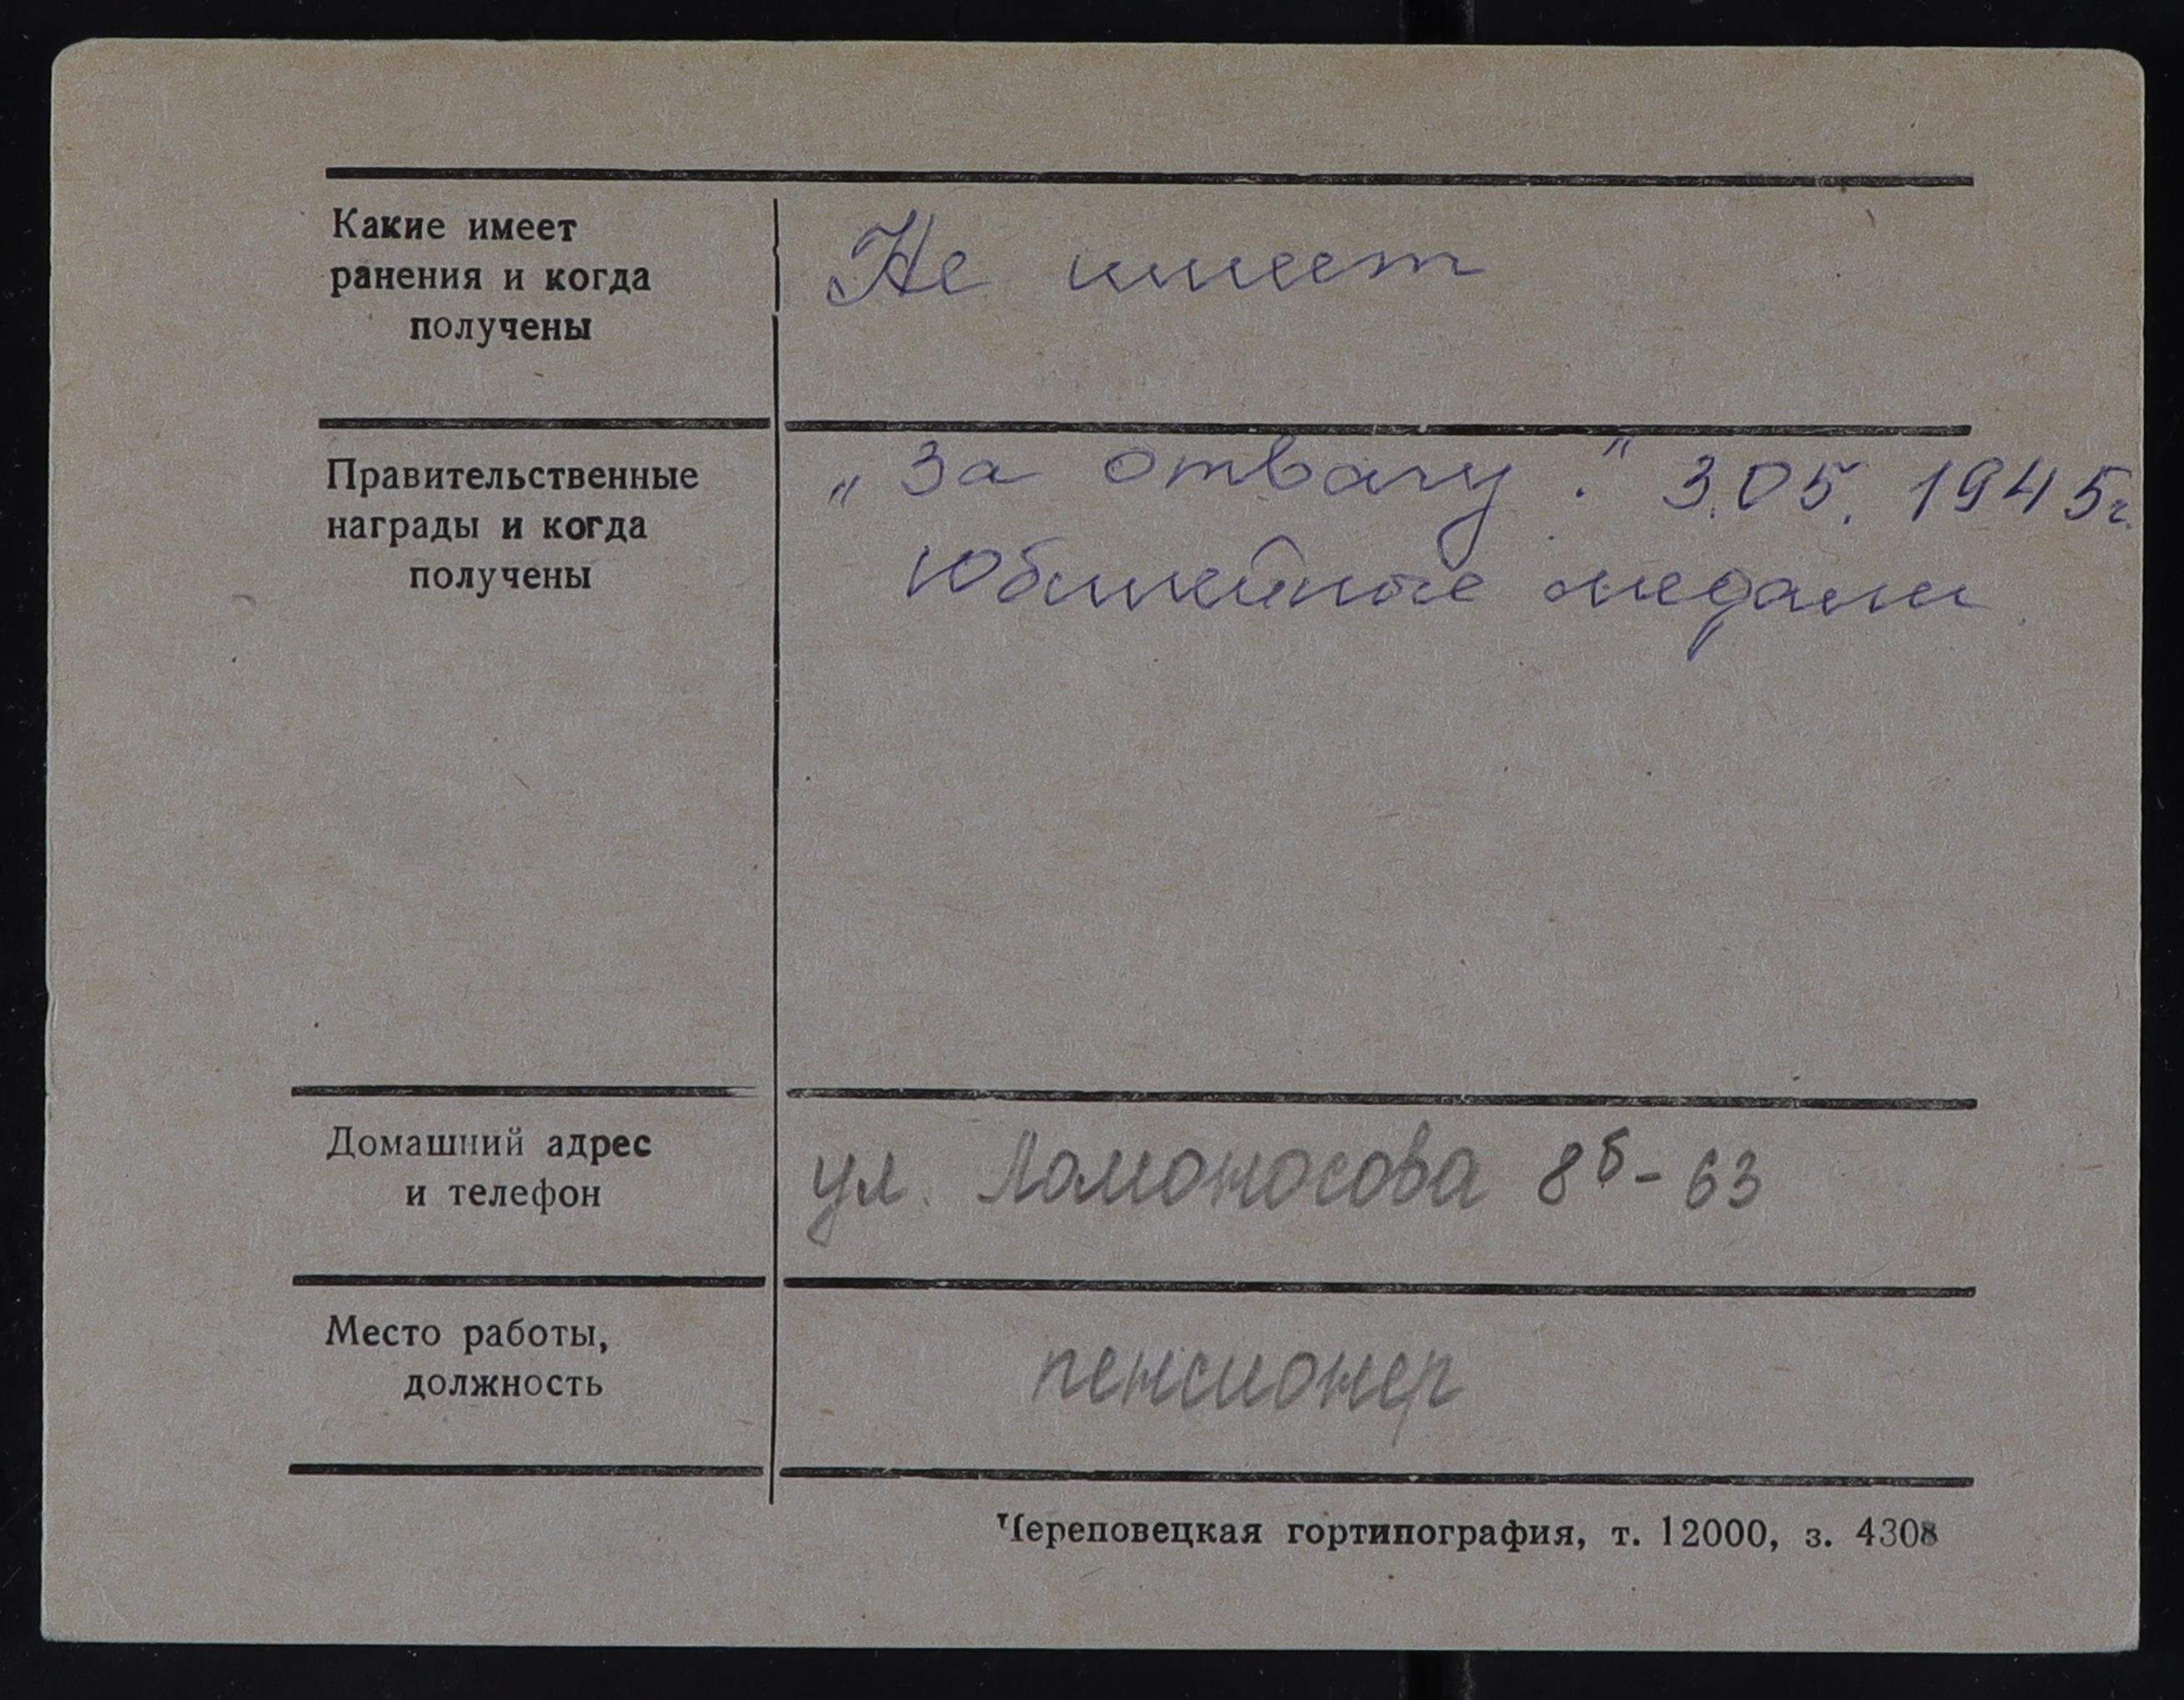 Какие имеет
ранения и когда
получены
Не имеет
Правительственные
награды и когда
получены
„За отвагу." 3.05.1945г.
Юбилейные медали
Домашний адрес
и телефон
ул. Ломоносова 8б-63
Место работы,
должность
пенсионер
Череповецкая гортипография, т. 12000, з. 4308